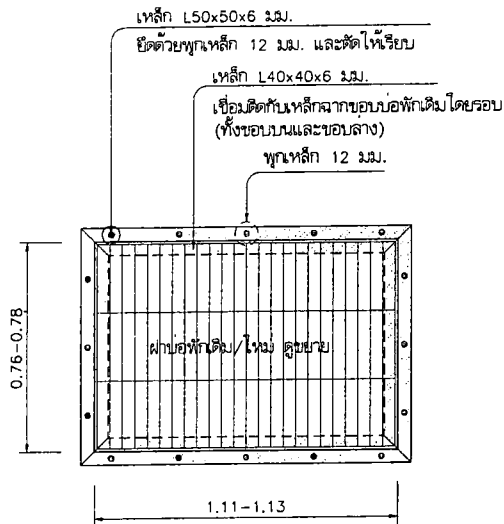 เหล็ก L50x50x6 มม.
ยึดด้วยพุกเหล็ก 12 มม. และตัดให้เรียบ
เหล็ก L40x40x6 มม.
เชื่อมติดกับเหล็กฉากขอบบ่อพักเดิมโดยรอบ
(ทั้งขอบบนและขอบล่าง)
พุกเหล็ก 12 มม.
0.76-0.78
ฝาบ่อพักเดิม/ใหม่ ดูขยาย
1.11-1.13